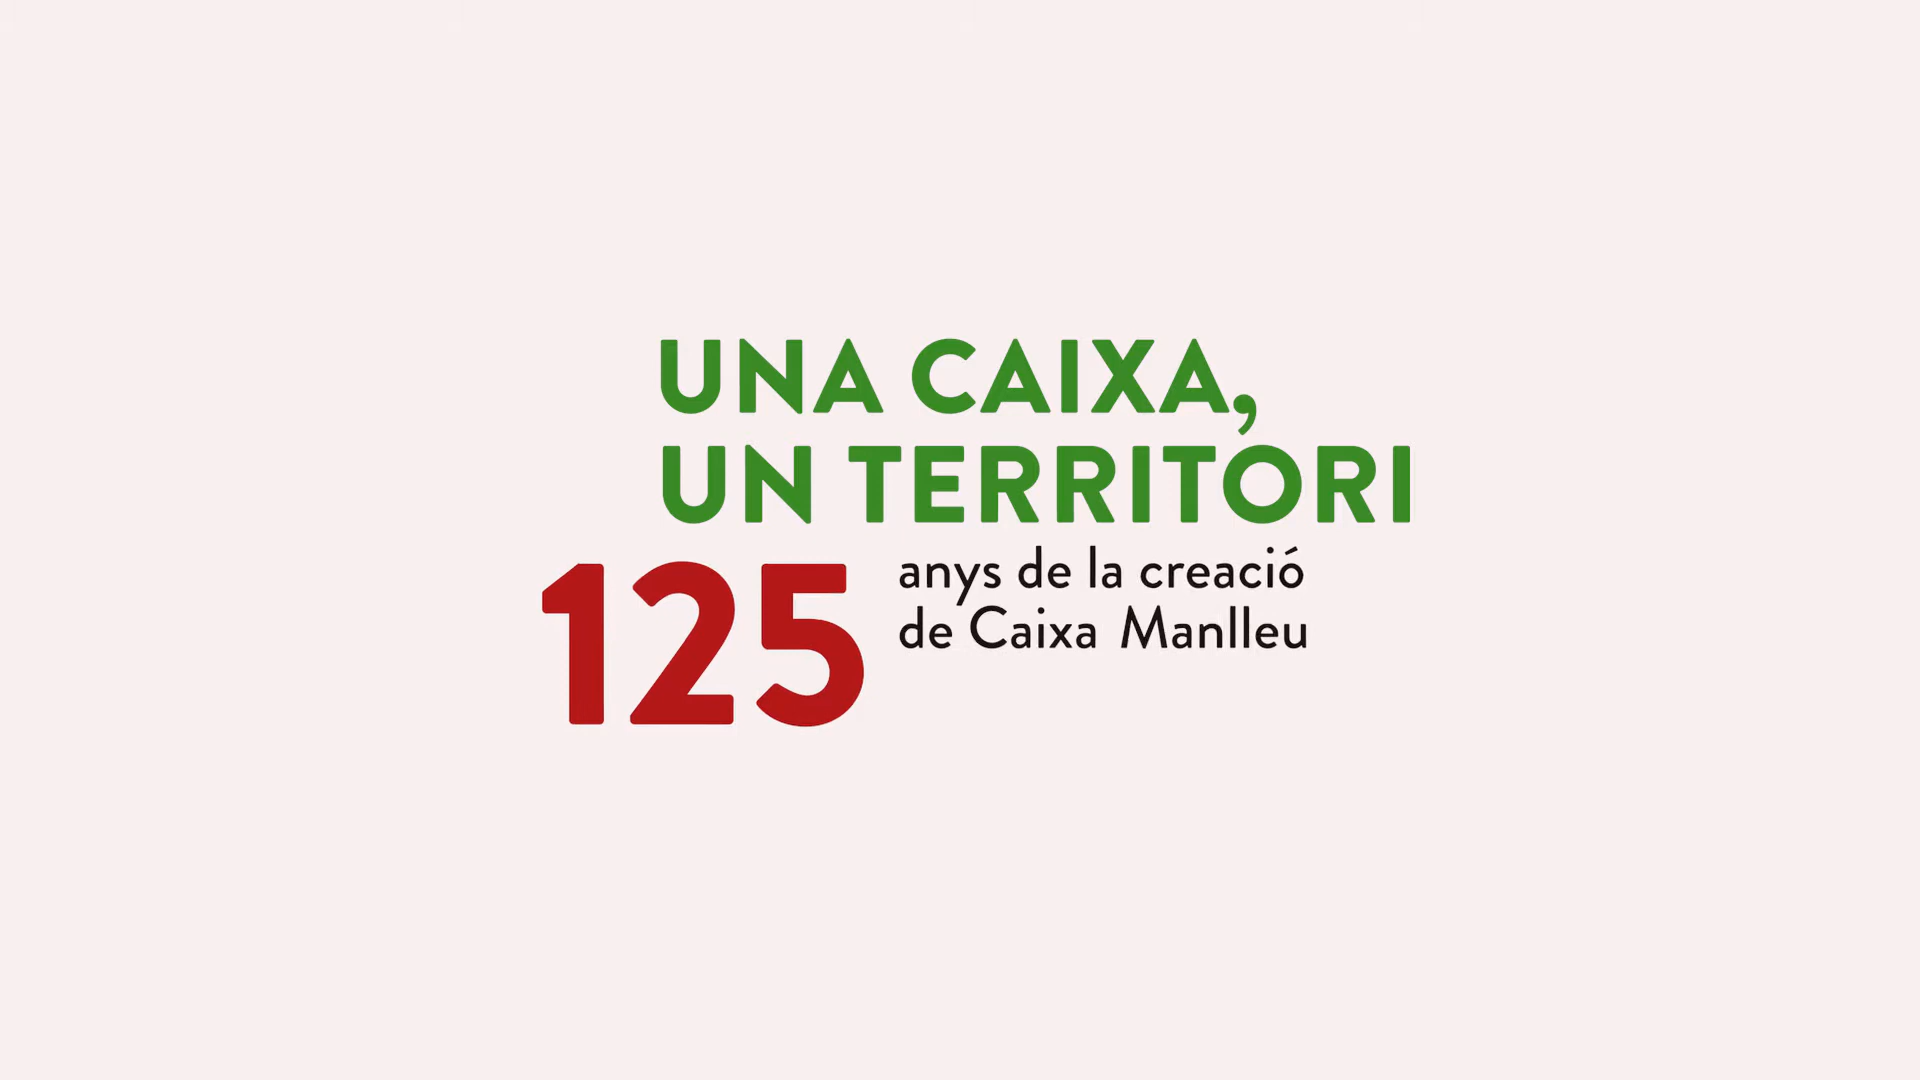 UNA CAIXA,
UN TERRITORI
125 anys de la creació
de Caixa Manlleu